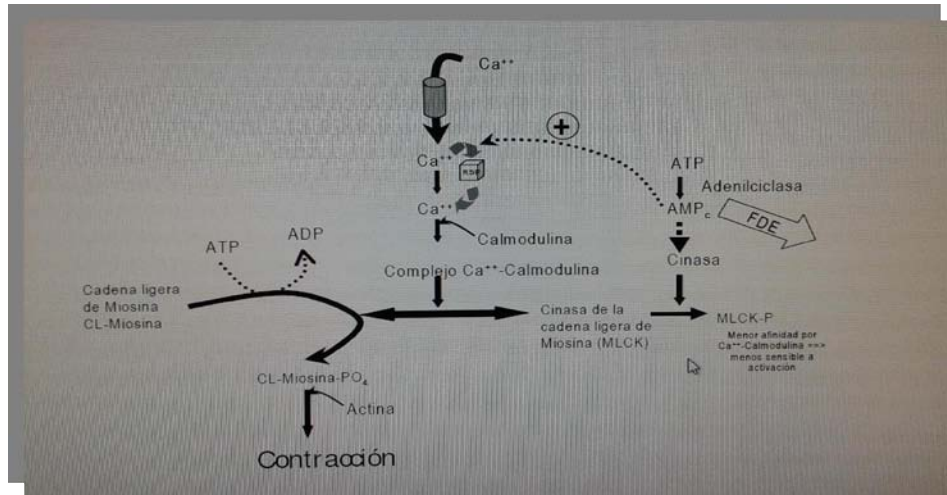 Ca⁺⁺
Ca⁺⁺
Ca⁺⁺
Calmodulina
Complejo Ca⁺⁺-Calmodulina
ATP
Adenilciclasa
AMPc
FDE
Cinasa
ATP
ADP
Cadena ligera
de Miosina
CL-Miosina
Cinasa de la
cadena ligera de
Miosina (MLCK)
MLCK-P
Menor afinidad por
Ca⁺⁺-Calmodulina ==>
menos sensible a
activación
CL-Miosina-PO₄
Actina
Contracción